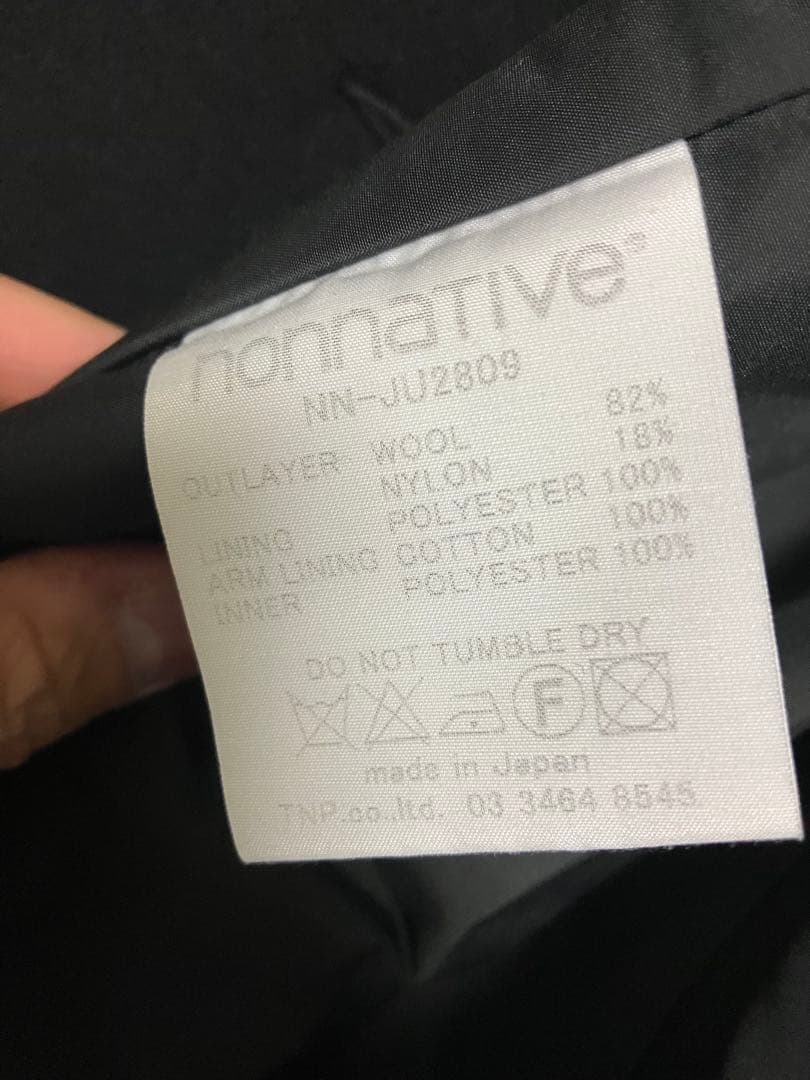 nonnative®
NN-JU2809
OUTLAYER WOOL 82%
NYLON 18%
LINING POLYESTER 100%
ARM LINING COTTON 100%
INNER POLYESTER 100%
DO NOT TUMBLE DRY
F
made in Japan
TNP.co.,ltd. 03 3464 8545